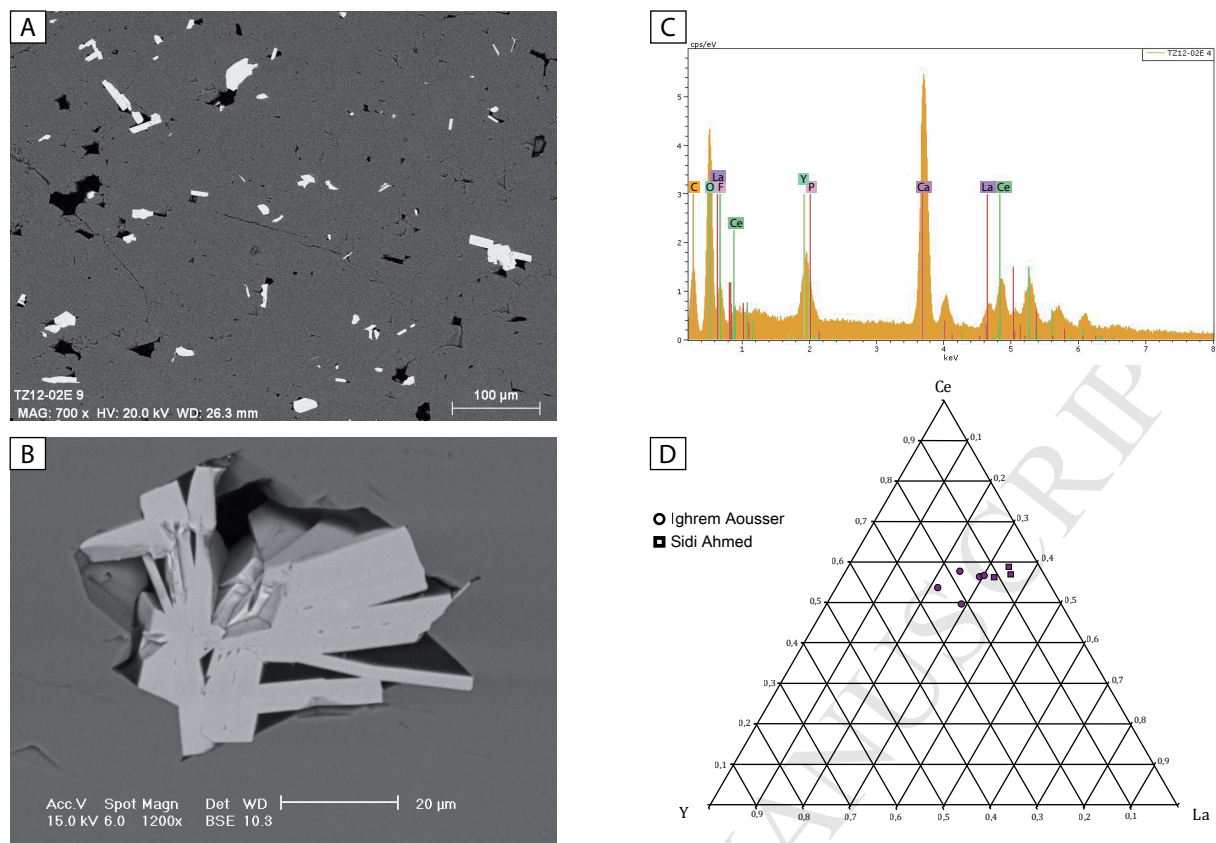 A
TZ12-02E 9
MAG: 700 x HV: 20.0 kV WD: 26.3 mm
100 µm
B
Acc.V Spot Magn Det WD
15.0 kV 6.0 1200x BSE 10.3
20 µm
C
cps/eV
TZ12-02E 4
5
4
3
2
1
0
La
C O F
Ce
Y
P
Ca
La Ce
1 2 3 4 5 6 7 8
keV
D
Ighrem Aousser
Sidi Ahmed
Ce
0,9 0,1
0,8 0,2
0,7 0,3
0,6 0,4
0,5 0,5
0,4 0,6
0,3 0,7
0,2 0,8
0,1 0,9
Y
La
0,9 0,8 0,7 0,6 0,5 0,4 0,3 0,2 0,1
MANUSCRIP